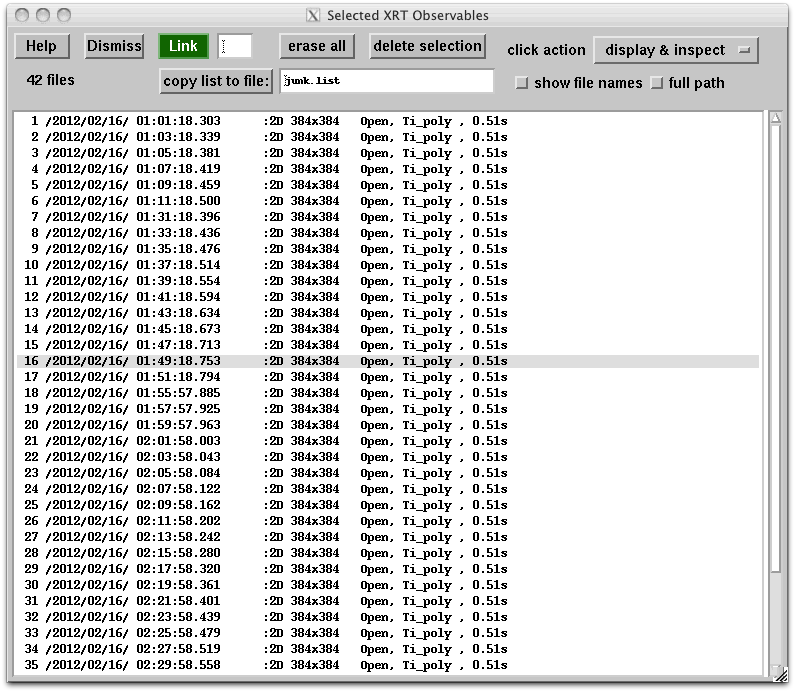 Selected XRT Observables
Help Dismiss Link erase all delete selection click action display & inspect
42 files copy list to file: junk.list show file names full path
1 /2012/02/16/ 01:01:18.303 :2D 384x384 Open, Ti_poly , 0.51s
2 /2012/02/16/ 01:03:18.339 :2D 384x384 Open, Ti_poly , 0.51s
3 /2012/02/16/ 01:05:18.381 :2D 384x384 Open, Ti_poly , 0.51s
4 /2012/02/16/ 01:07:18.419 :2D 384x384 Open, Ti_poly , 0.51s
5 /2012/02/16/ 01:09:18.459 :2D 384x384 Open, Ti_poly , 0.51s
6 /2012/02/16/ 01:11:18.500 :2D 384x384 Open, Ti_poly , 0.51s
7 /2012/02/16/ 01:31:18.396 :2D 384x384 Open, Ti_poly , 0.51s
8 /2012/02/16/ 01:33:18.436 :2D 384x384 Open, Ti_poly , 0.51s
9 /2012/02/16/ 01:35:18.476 :2D 384x384 Open, Ti_poly , 0.51s
10 /2012/02/16/ 01:37:18.514 :2D 384x384 Open, Ti_poly , 0.51s
11 /2012/02/16/ 01:39:18.554 :2D 384x384 Open, Ti_poly , 0.51s
12 /2012/02/16/ 01:41:18.594 :2D 384x384 Open, Ti_poly , 0.51s
13 /2012/02/16/ 01:43:18.634 :2D 384x384 Open, Ti_poly , 0.51s
14 /2012/02/16/ 01:45:18.673 :2D 384x384 Open, Ti_poly , 0.51s
15 /2012/02/16/ 01:47:18.713 :2D 384x384 Open, Ti_poly , 0.51s
16 /2012/02/16/ 01:49:18.753 :2D 384x384 Open, Ti_poly , 0.51s
17 /2012/02/16/ 01:51:18.794 :2D 384x384 Open, Ti_poly , 0.51s
18 /2012/02/16/ 01:55:57.885 :2D 384x384 Open, Ti_poly , 0.51s
19 /2012/02/16/ 01:57:57.925 :2D 384x384 Open, Ti_poly , 0.51s
20 /2012/02/16/ 01:59:57.963 :2D 384x384 Open, Ti_poly , 0.51s
21 /2012/02/16/ 02:01:58.003 :2D 384x384 Open, Ti_poly , 0.51s
22 /2012/02/16/ 02:03:58.043 :2D 384x384 Open, Ti_poly , 0.51s
23 /2012/02/16/ 02:05:58.084 :2D 384x384 Open, Ti_poly , 0.51s
24 /2012/02/16/ 02:07:58.122 :2D 384x384 Open, Ti_poly , 0.51s
25 /2012/02/16/ 02:09:58.162 :2D 384x384 Open, Ti_poly , 0.51s
26 /2012/02/16/ 02:11:58.202 :2D 384x384 Open, Ti_poly , 0.51s
27 /2012/02/16/ 02:13:58.242 :2D 384x384 Open, Ti_poly , 0.51s
28 /2012/02/16/ 02:15:58.280 :2D 384x384 Open, Ti_poly , 0.51s
29 /2012/02/16/ 02:17:58.320 :2D 384x384 Open, Ti_poly , 0.51s
30 /2012/02/16/ 02:19:58.361 :2D 384x384 Open, Ti_poly , 0.51s
31 /2012/02/16/ 02:21:58.401 :2D 384x384 Open, Ti_poly , 0.51s
32 /2012/02/16/ 02:23:58.439 :2D 384x384 Open, Ti_poly , 0.51s
33 /2012/02/16/ 02:25:58.479 :2D 384x384 Open, Ti_poly , 0.51s
34 /2012/02/16/ 02:27:58.519 :2D 384x384 Open, Ti_poly , 0.51s
35 /2012/02/16/ 02:29:58.558 :2D 384x384 Open, Ti_poly , 0.51s